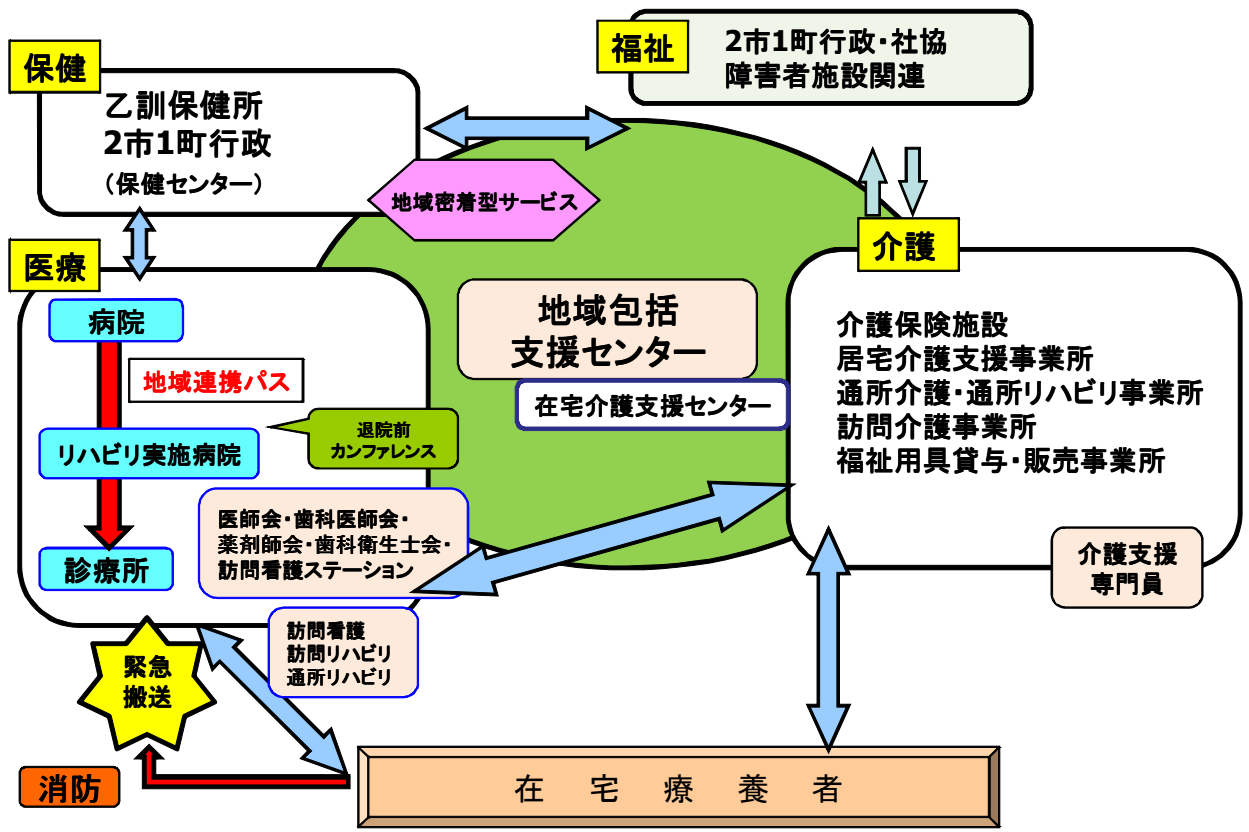 保健
乙訓保健所
2市1町行政
（保健センター）
福祉
2市1町行政・社協
障害者施設関連
地域密着型サービス
医療
病院
地域連携パス
リハビリ実施病院
退院前
カンファレンス
診療所
医師会・歯科医師会・
薬剤師会・歯科衛生士会・
訪問看護ステーション
訪問看護
訪問リハビリ
通所リハビリ
地域包括
支援センター
在宅介護支援センター
介護
介護保険施設
居宅介護支援事業所
通所介護・通所リハビリ事業所
訪問介護事業所
福祉用具貸与・販売事業所
介護支援
専門員
緊急
搬送
消防
在宅療養者